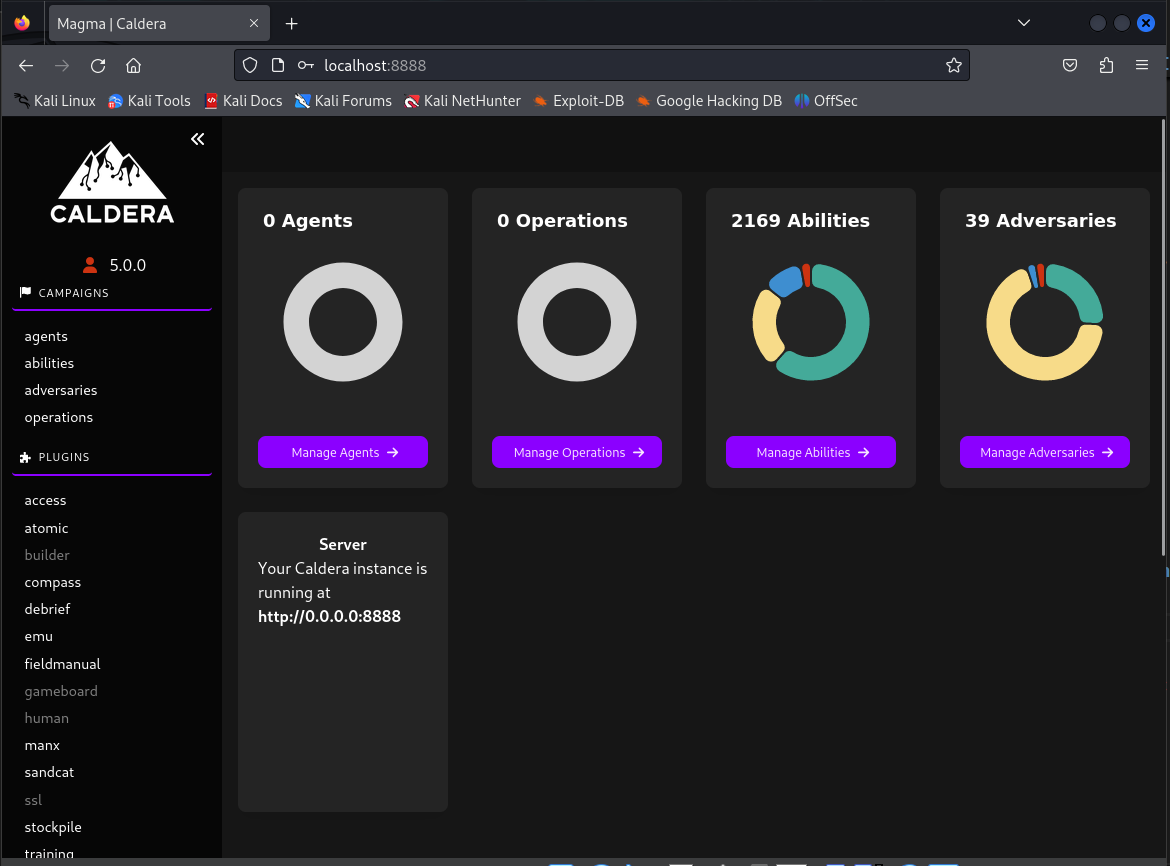 Magma | Caldera
localhost:8888
Kali Linux Kali Tools Kali Docs Kali Forums Kali NetHunter Exploit-DB Google Hacking DB OffSec
CALDERA
5.0.0
CAMPAIGNS
agents
abilities
adversaries
operations
PLUGINS
access
atomic
builder
compass
debrief
emu
fieldmanual
gameboard
human
manx
sandcat
ssl
stockpile
training
0 Agents
Manage Agents
0 Operations
Manage Operations
2169 Abilities
Manage Abilities
39 Adversaries
Manage Adversaries
Server
Your Caldera instance is
running at
http://0.0.0.0:8888